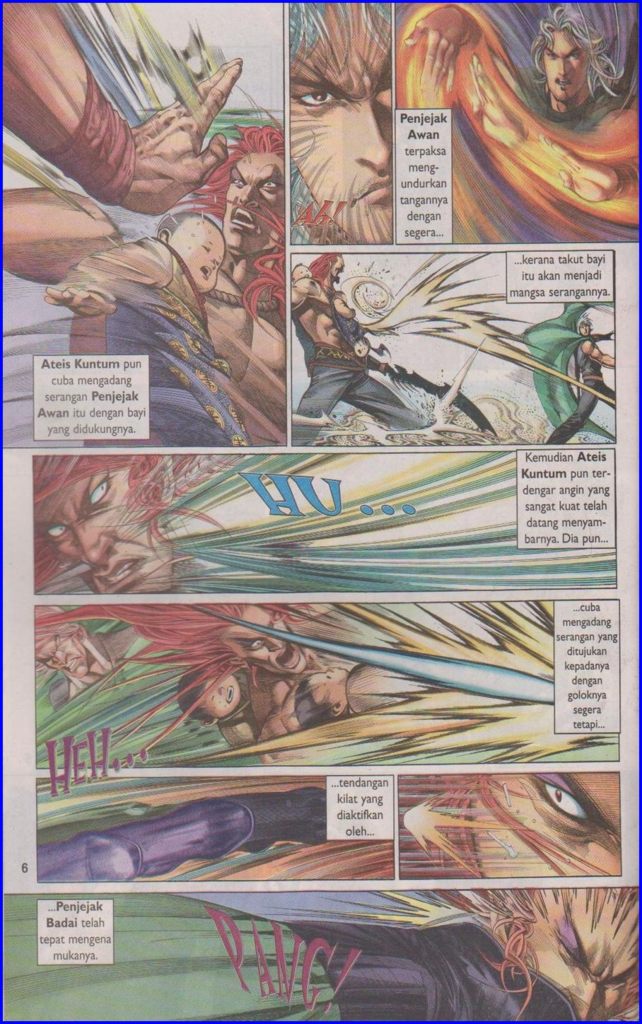 Ateis Kuntum pun
cuba mengadang
serangan Penjejak
Awan itu dengan bayi
yang didukungnya.
AH!
Penjejak
Awan
terpaksa
meng-
undurkan
tangannya
dengan
segera...
...kerana takut bayi
itu akan menjadi
mangsa serangannya.
HU...
Kemudian Ateis
Kuntum pun ter-
dengar angin yang
sangat kuat telah
datang menyam-
barnya. Dia pun...
HEH...
...cuba
mengadang
serangan yang
ditujukan
kepadanya
dengan
goloknya
segera
tetapi...
...tendangan
kilat yang
diaktifkan
oleh...
6
...Penjejak
Badai telah
tepat mengena
mukanya.
PANG!